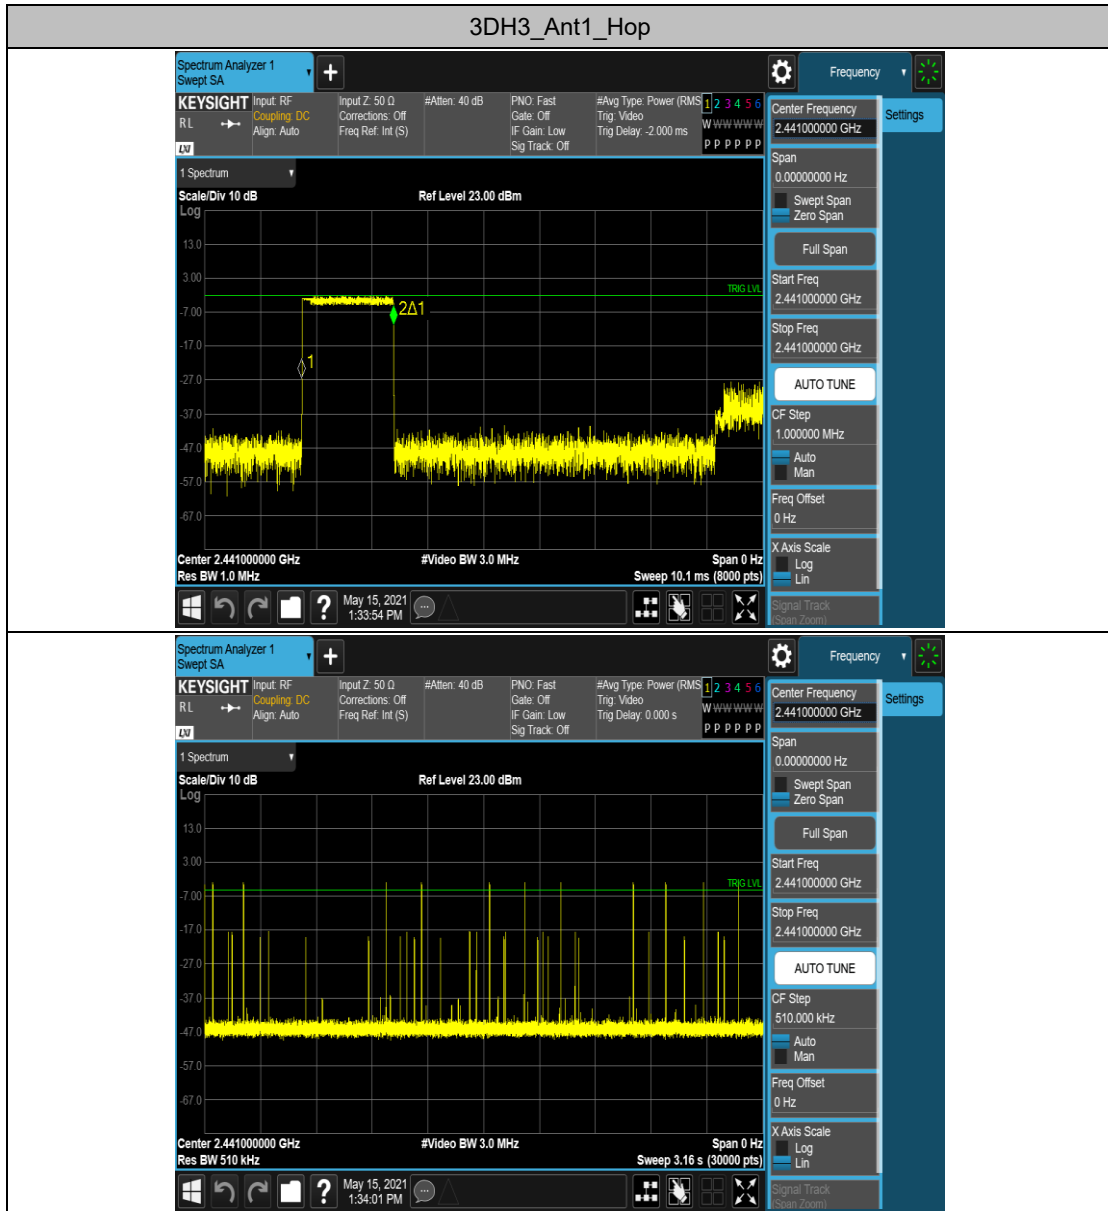 3DH3_Ant1_Hop
Spectrum Analyzer 1
Swept SA
Frequency
KEYSIGHT
RL
LXI
Input: RF
Coupling: DC
Align: Auto
Input Z: 50 Ω
Corrections: Off
Freq Ref: Int (S)
#Atten: 40 dB
PNO: Fast
Gate: Off
IF Gain: Low
Sig Track: Off
#Avg Type: Power (RMS
Trig: Video
Trig Delay: -2.000 ms
1 2 3 4 5 6
W W W W W W
P P P P P P
Center Frequency
2.441000000 GHz
Settings
Span
0.00000000 Hz
Swept Span
Zero Span
Full Span
Start Freq
2.441000000 GHz
Stop Freq
2.441000000 GHz
AUTO TUNE
CF Step
1.000000 MHz
Auto
Man
Freq Offset
0 Hz
X Axis Scale
Log
Lin
Signal Track
(Span Zoom)
1 Spectrum
Scale/Div 10 dB
Ref Level 23.00 dBm
Log
13.0
3.00
TRIG LVL
-7.00
2Δ1
-17.0
1
-27.0
-37.0
-47.0
-57.0
-67.0
Center 2.441000000 GHz
#Video BW 3.0 MHz
Span 0 Hz
Res BW 1.0 MHz
Sweep 10.1 ms (8000 pts)
?
May 15, 2021
1:33:54 PM
Spectrum Analyzer 1
Swept SA
Frequency
KEYSIGHT
RL
LXI
Input: RF
Coupling: DC
Align: Auto
Input Z: 50 Ω
Corrections: Off
Freq Ref: Int (S)
#Atten: 40 dB
PNO: Fast
Gate: Off
IF Gain: Low
Sig Track: Off
#Avg Type: Power (RMS
Trig: Video
Trig Delay: 0.000 s
1 2 3 4 5 6
W W W W W W
P P P P P P
Center Frequency
2.441000000 GHz
Settings
Span
0.00000000 Hz
Swept Span
Zero Span
Full Span
Start Freq
2.441000000 GHz
Stop Freq
2.441000000 GHz
AUTO TUNE
CF Step
510.000 kHz
Auto
Man
Freq Offset
0 Hz
X Axis Scale
Log
Lin
Signal Track
(Span Zoom)
1 Spectrum
Scale/Div 10 dB
Ref Level 23.00 dBm
Log
13.0
3.00
TRIG LVL
-7.00
-17.0
-27.0
-37.0
-47.0
-57.0
-67.0
Center 2.441000000 GHz
#Video BW 3.0 MHz
Span 0 Hz
Res BW 510 kHz
Sweep 3.16 s (30000 pts)
?
May 15, 2021
1:34:01 PM